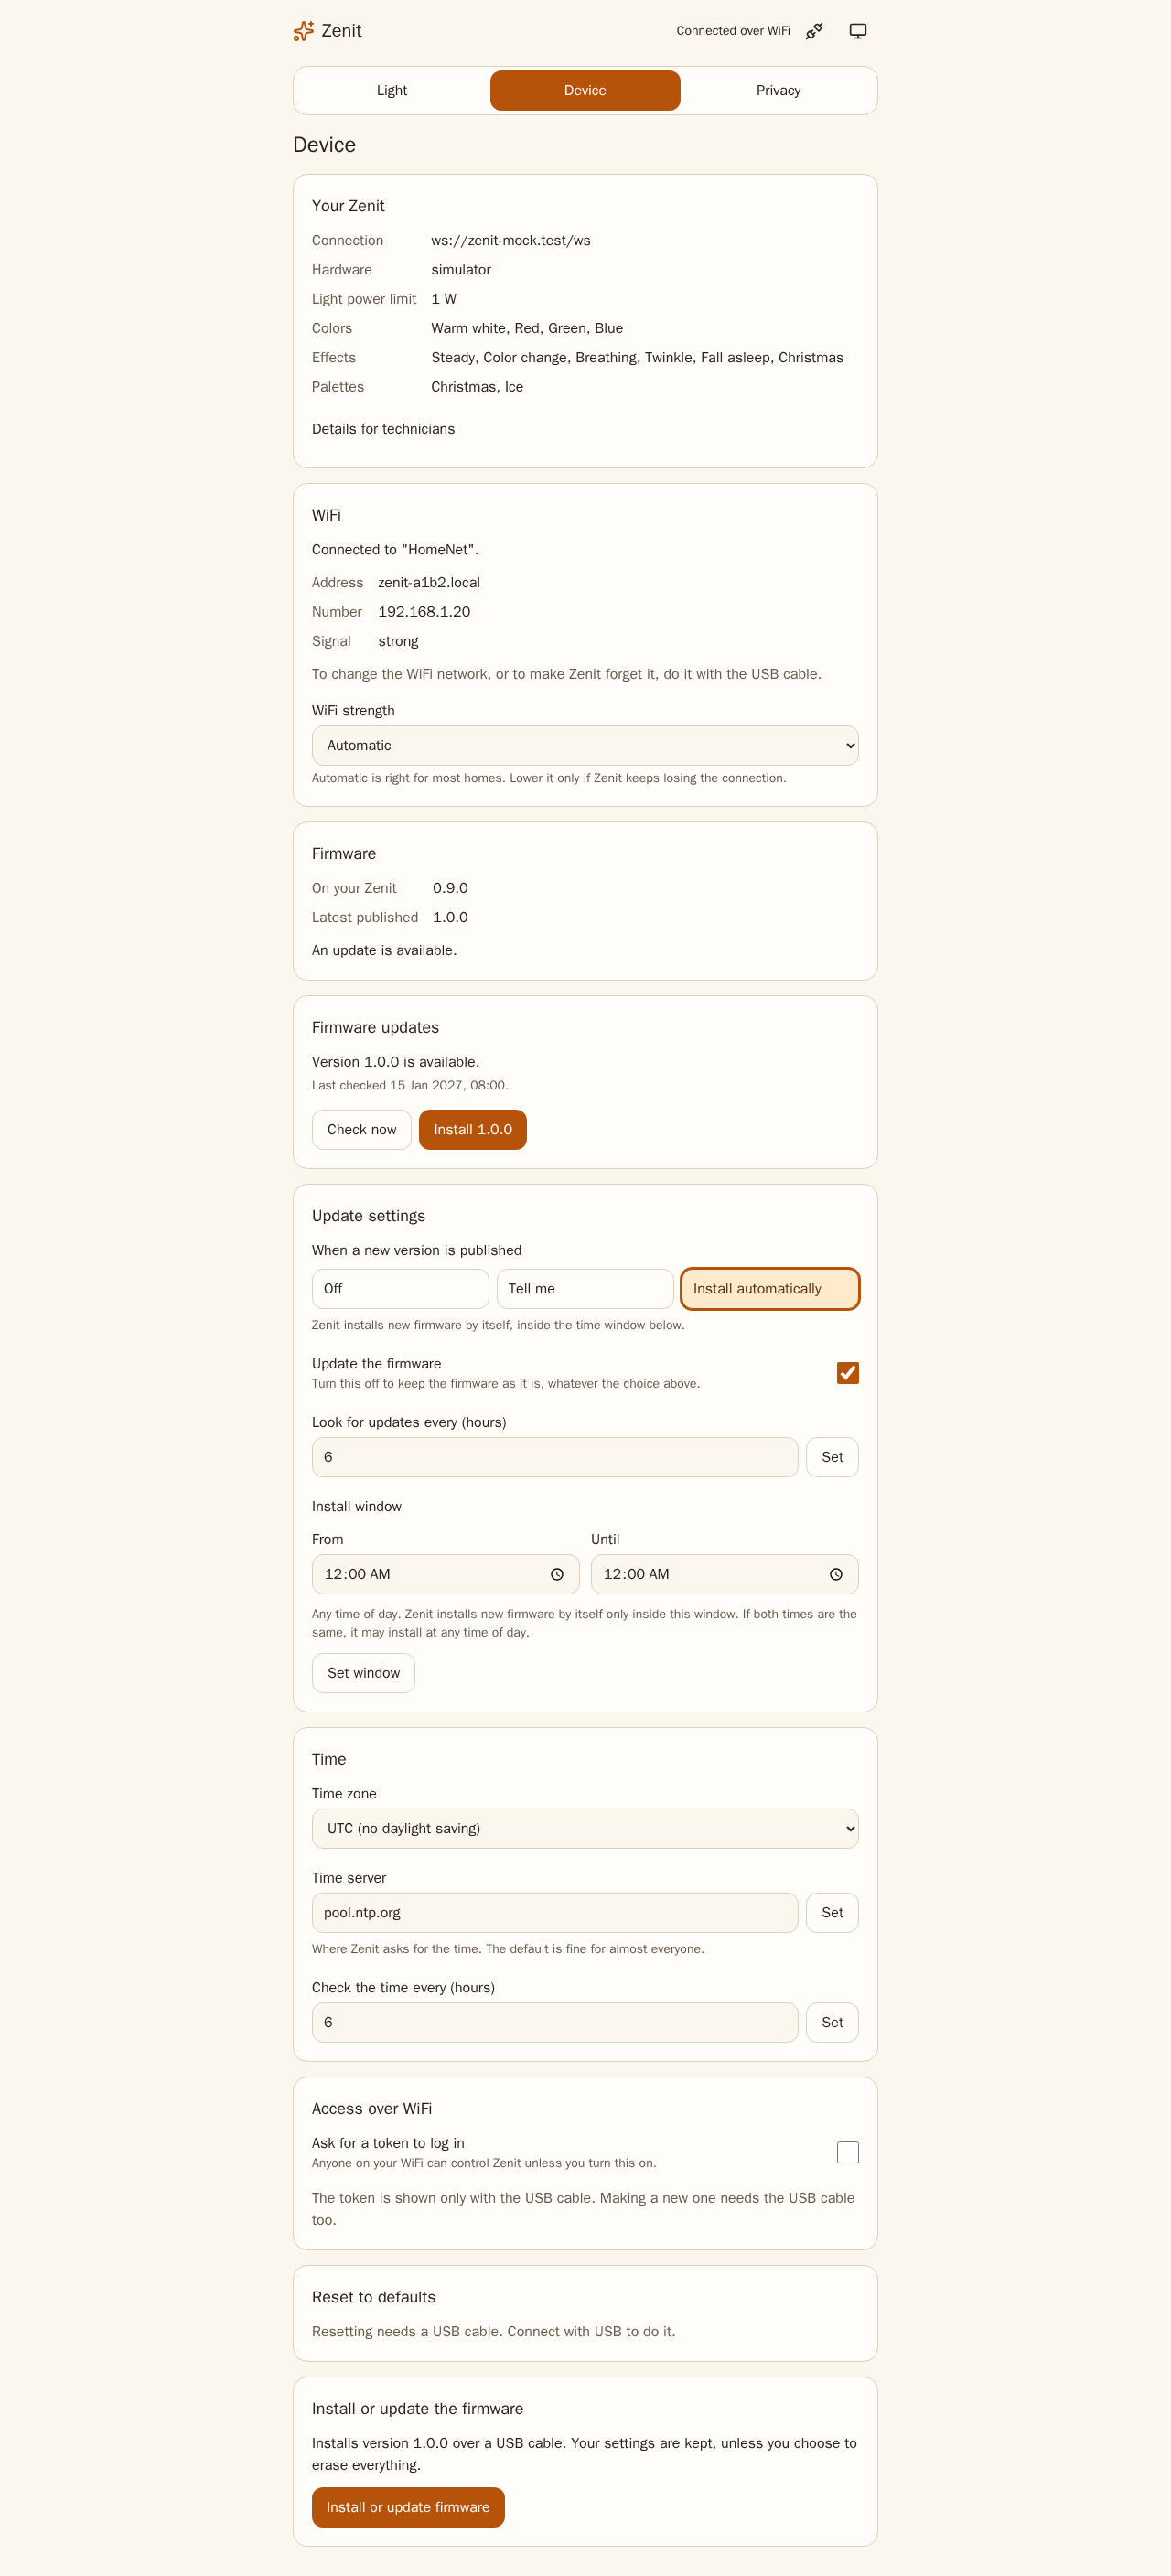 Zenit
Connected over WiFi
Light
Device
Privacy
Device
Your Zenit
Connection ws://zenit-mock.test/ws
Hardware simulator
Light power limit 1 W
Colors Warm white, Red, Green, Blue
Effects Steady, Color change, Breathing, Twinkle, Fall asleep, Christmas
Palettes Christmas, Ice
Details for technicians
WiFi
Connected to "HomeNet".
Address zenit-a1b2.local
Number 192.168.1.20
Signal strong
To change the WiFi network, or to make Zenit forget it, do it with the USB cable.
WiFi strength
Automatic
Automatic is right for most homes. Lower it only if Zenit keeps losing the connection.
Firmware
On your Zenit 0.9.0
Latest published 1.0.0
An update is available.
Firmware updates
Version 1.0.0 is available.
Last checked 15 Jan 2027, 08:00.
Check now
Install 1.0.0
Update settings
When a new version is published
Off
Tell me
Install automatically
Zenit installs new firmware by itself, inside the time window below.
Update the firmware
Turn this off to keep the firmware as it is, whatever the choice above.
Look for updates every (hours)
6
Set
Install window
From
Until
12:00 AM
12:00 AM
Any time of day. Zenit installs new firmware by itself only inside this window. If both times are the
same, it may install at any time of day.
Set window
Time
Time zone
UTC (no daylight saving)
Time server
pool.ntp.org
Set
Where Zenit asks for the time. The default is fine for almost everyone.
Check the time every (hours)
6
Set
Access over WiFi
Ask for a token to log in
Anyone on your WiFi can control Zenit unless you turn this on.
The token is shown only with the USB cable. Making a new one needs the USB cable
too.
Reset to defaults
Resetting needs a USB cable. Connect with USB to do it.
Install or update the firmware
Installs version 1.0.0 over a USB cable. Your settings are kept, unless you choose to
erase everything.
Install or update firmware